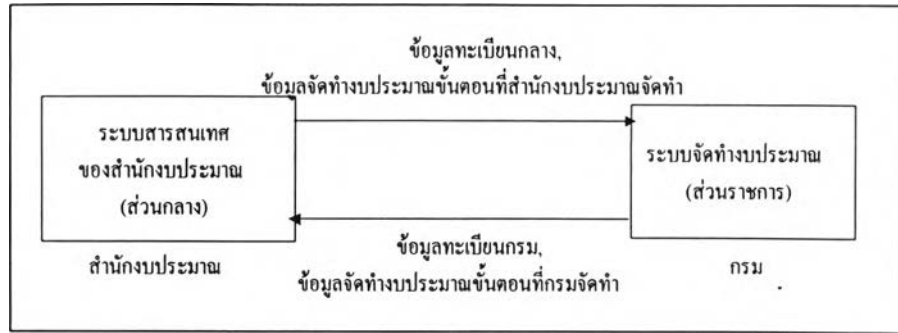 ข้อมูลทะเบียนกลาง,
ข้อมูลจัดทำงบประมาณขั้นตอนที่สำนักงบประมาณจัดทำ
ระบบสารสนเทศ
ของสำนักงบประมาณ
(ส่วนกลาง)
ระบบจัดทำงบประมาณ
(ส่วนราชการ)
ข้อมูลทะเบียนกรม,
ข้อมูลจัดทำงบประมาณขั้นตอนที่กรมจัดทำ
สำนักงบประมาณ
กรม